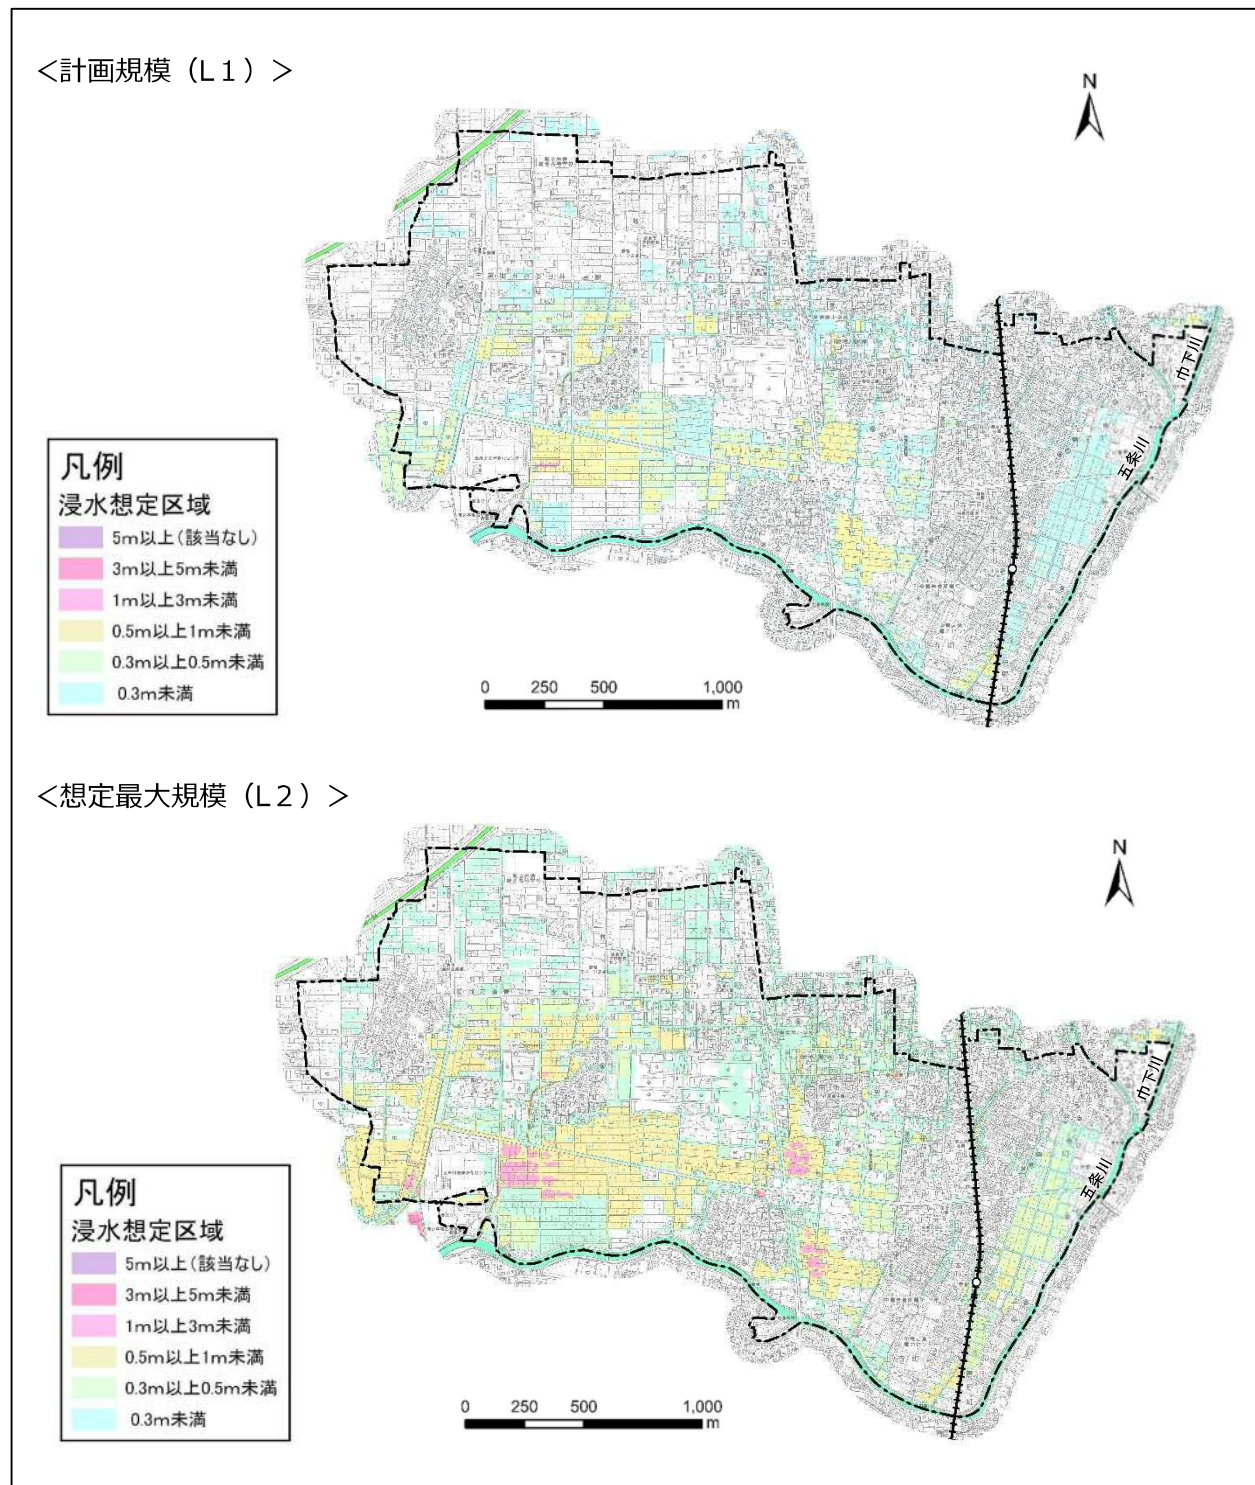 ＜計画規模（L１）＞
N
巾下川
五条川
凡例
浸水想定区域
5m以上(該当なし)
3m以上5m未満
1m以上3m未満
0.5m以上1m未満
0.3m以上0.5m未満
0.3m未満
0 250 500 1,000
m
＜想定最大規模（L２）＞
N
巾下川
五条川
凡例
浸水想定区域
5m以上(該当なし)
3m以上5m未満
1m以上3m未満
0.5m以上1m未満
0.3m以上0.5m未満
0.3m未満
0 250 500 1,000
m